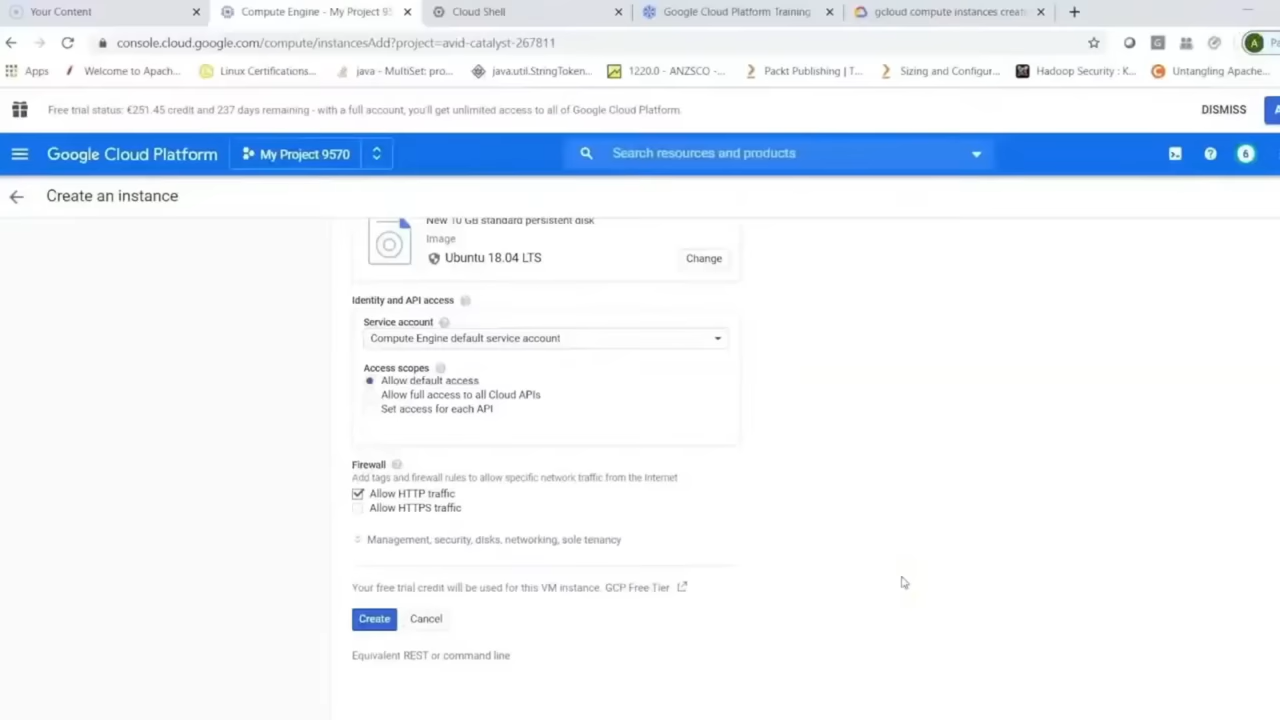 Your Content
Compute Engine - My Project 95
Cloud Shell
Google Cloud Platform Training
gcloud compute instances create
console.cloud.google.com/compute/instancesAdd?project=avid-catalyst-267811
A
Apps
Welcome to Apach...
Linux Certifications...
java - MultiSet: pro...
java.util.StringToken...
1220.0 - ANZSCO -...
Packt Publishing | T...
Sizing and Configur...
Hadoop Security : K...
Untangling Apache...
Free trial status: €251.45 credit and 237 days remaining - with a full account, you'll get unlimited access to all of Google Cloud Platform.
DISMISS
Google Cloud Platform
My Project 9570
Search resources and products
6
Create an instance
New 10 GB standard persistent disk
Image
Ubuntu 18.04 LTS
Change
Identity and API access
Service account
Compute Engine default service account
Access scopes
Allow default access
Allow full access to all Cloud APIs
Set access for each API
Firewall
Add tags and firewall rules to allow specific network traffic from the Internet
Allow HTTP traffic
Allow HTTPS traffic
Management, security, disks, networking, sole tenancy
Your free trial credit will be used for this VM instance. GCP Free Tier
Create
Cancel
Equivalent REST or command line